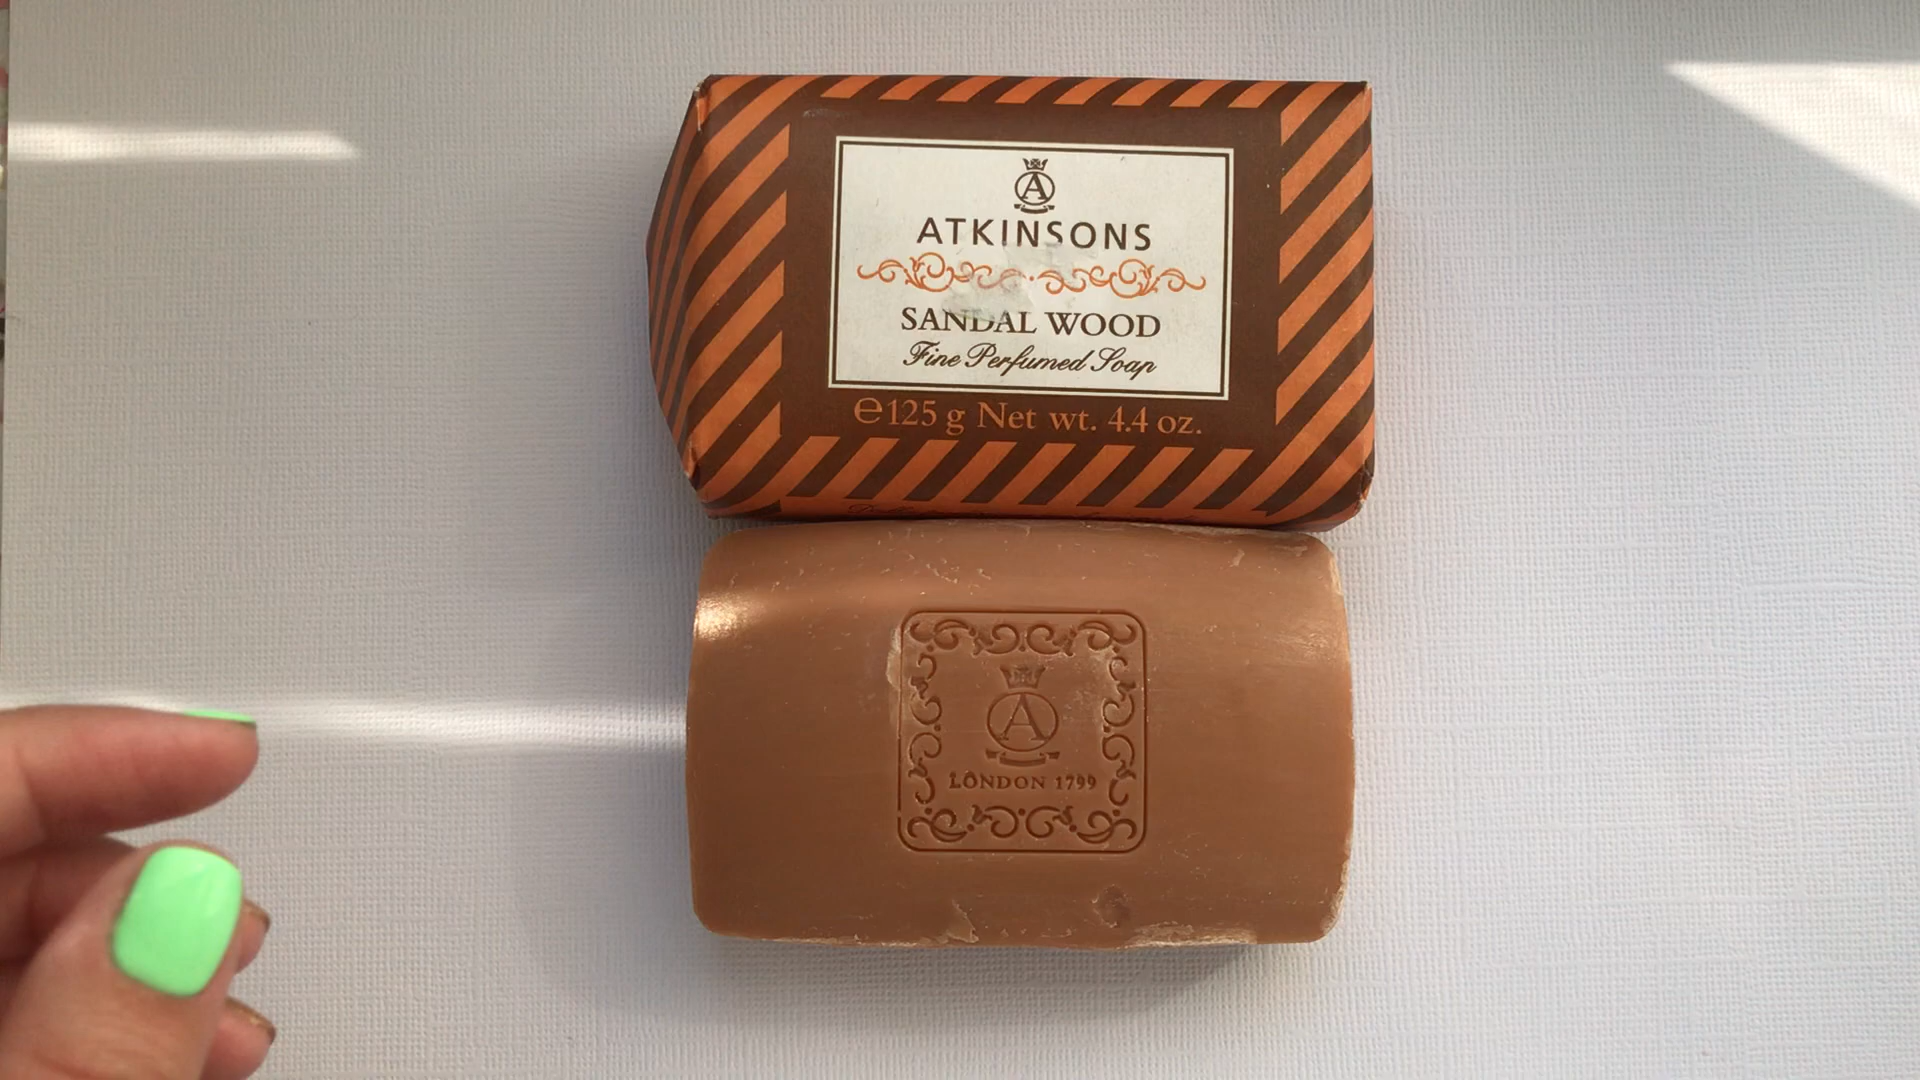 A
ATKINSONS
SANDAL WOOD
Fine Perfumed Soap
℮125 g Net wt. 4.4 oz.
A
LONDON 1799